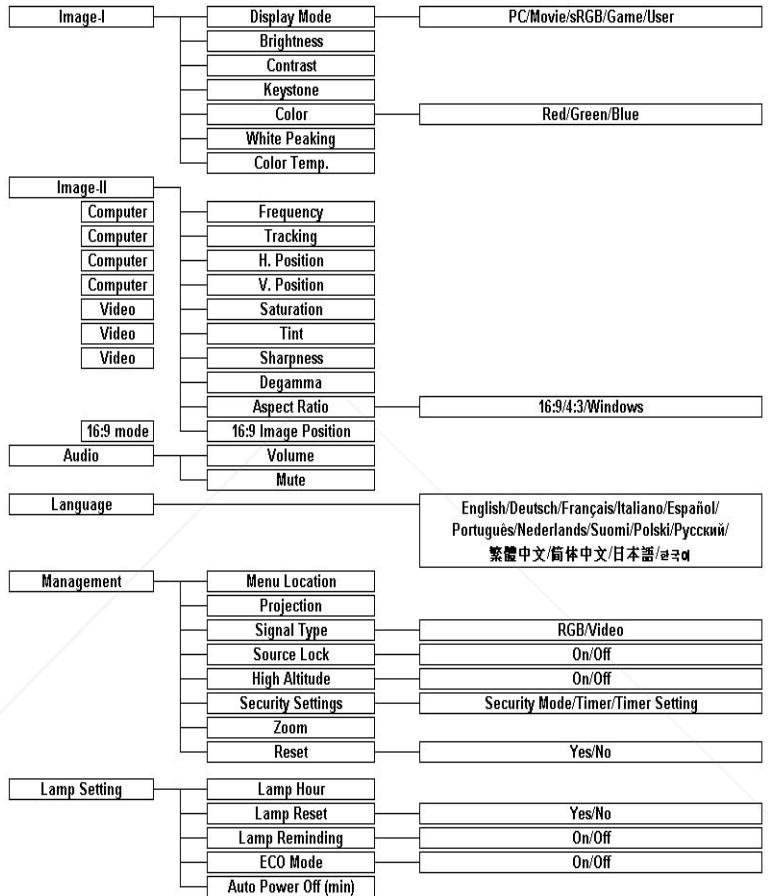 Image-I Display Mode PC/Movie/sRGB/Game/User
Brightness
Contrast
Keystone
Color Red/Green/Blue
White Peaking
Color Temp.
Image-II
Computer Frequency
Computer Tracking
Computer H. Position
Computer V. Position
Video Saturation
Video Tint
Video Sharpness
Degamma
Aspect Ratio 16:9/4:3/Windows
16:9 mode 16:9 Image Position
Audio Volume
Mute
Language English/Deutsch/Français/Italiano/Español/
Português/Nederlands/Suomi/Polski/Русский/
繁體中文/简体中文/日本語/한국어
Management Menu Location
Projection
Signal Type RGB/Video
Source Lock On/Off
High Altitude On/Off
Security Settings Security Mode/Timer/Timer Setting
Zoom
Reset Yes/No
Lamp Setting Lamp Hour
Lamp Reset Yes/No
Lamp Reminding On/Off
ECO Mode On/Off
Auto Power Off (min)